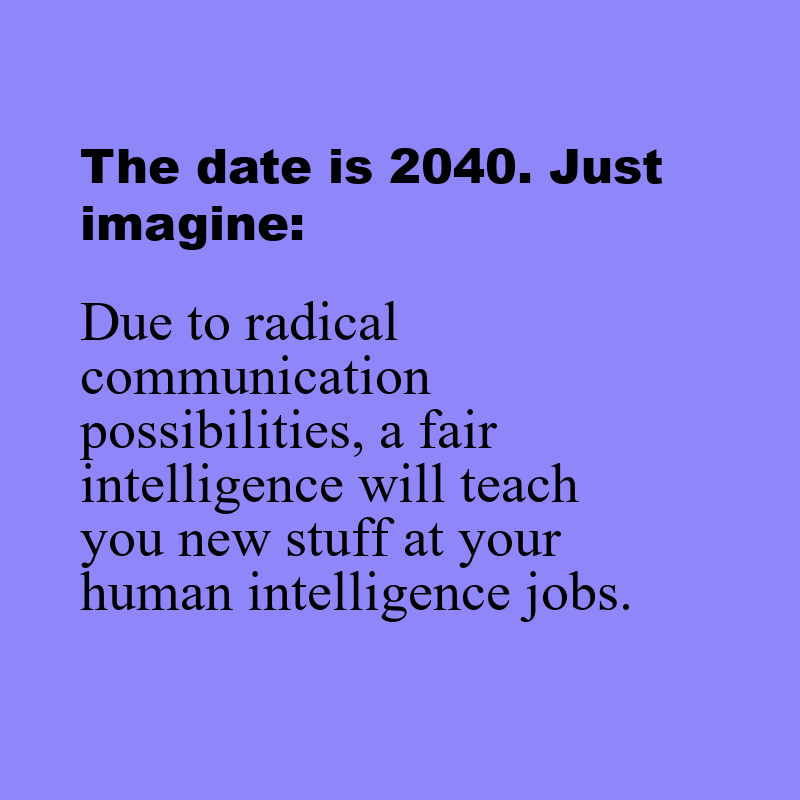 The date is 2040. Just
imagine:
Due to radical
communication
possibilities, a fair
intelligence will teach
you new stuff at your
human intelligence jobs.